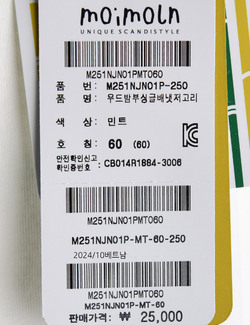 moimoln
UNIQUE SCANDISTYLE
M251NJN01PMT060
품 번: M251NJN01P-250
품 명: 우드밤부싱글배냇저고리
색 상: 민트
호 칭: 60 (60)
안전확인신고
확인증번호 : CB014R1884-3006
M251NJN01PMT060
M251NJN01P-MT-60-250
2024/10베트남
M251NJN01PMT060
M251NJN01P-MT-60
판매가격: ₩ 25,000